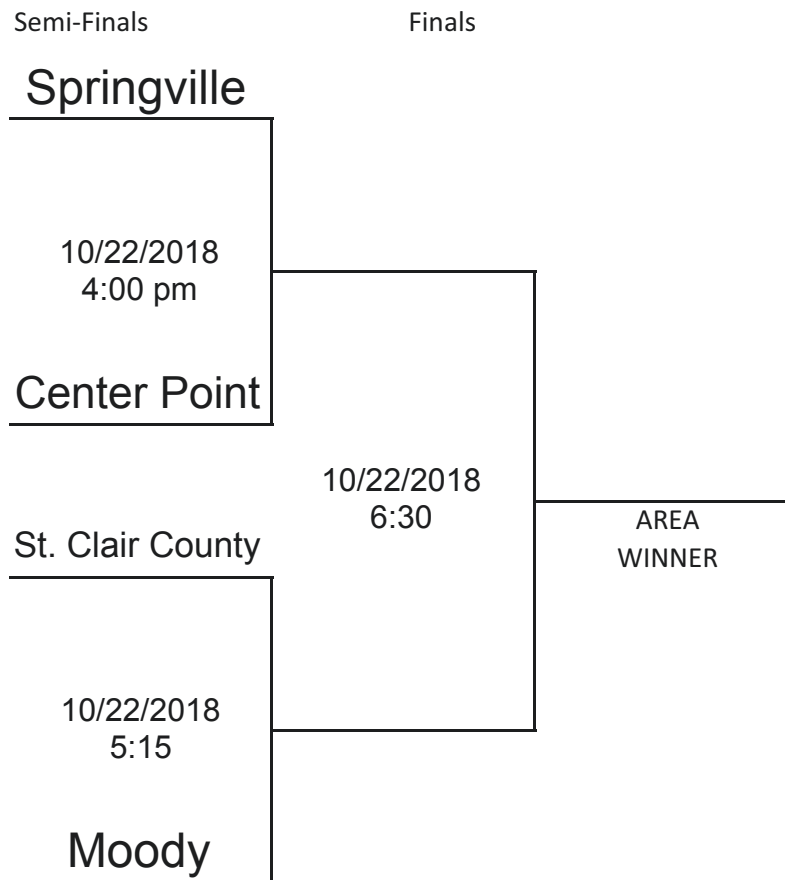 Semi-Finals
Finals
Springville
10/22/2018
4:00 pm
Center Point
10/22/2018
6:30
AREA
WINNER
St. Clair County
10/22/2018
5:15
Moody